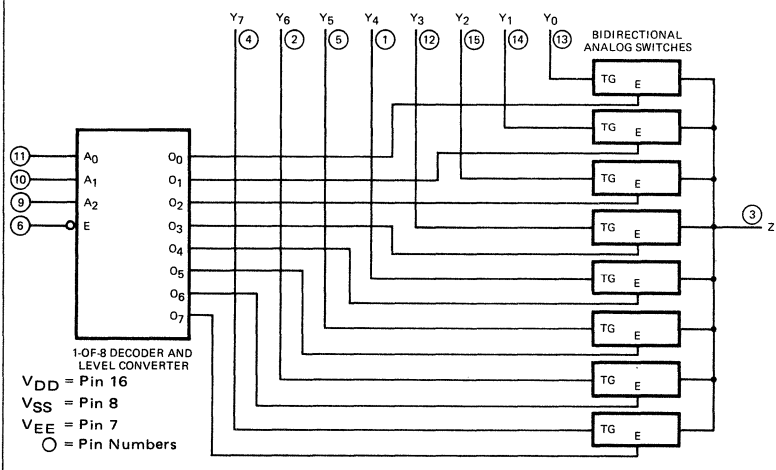 Y7 Y6 Y5 Y4 Y3 Y2 Y1 Y0
4 2 5 1 12 15 14 13
BIDIRECTIONAL
ANALOG SWITCHES
TG E
TG E
TG E
TG E
TG E
TG E
TG E
TG E
11 A0 O0
10 A1 O1
9 A2 O2
6 E O3
O4
O5
O6
O7
3
Z
1-OF-8 DECODER AND
LEVEL CONVERTER
VDD = Pin 16
VSS = Pin 8
VEE = Pin 7
= Pin Numbers